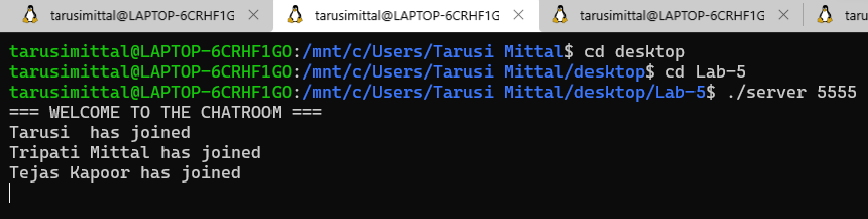 tarusimittal@LAPTOP-6CRHF1G
tarusimittal@LAPTOP-6CRHF1G
tarusimittal@LAPTOP-6CRHF1G
tarusim
tarusimittal@LAPTOP-6CRHF1GO:/mnt/c/Users/Tarusi Mittal$ cd desktop
tarusimittal@LAPTOP-6CRHF1GO:/mnt/c/Users/Tarusi Mittal/desktop$ cd Lab-5
tarusimittal@LAPTOP-6CRHF1GO:/mnt/c/Users/Tarusi Mittal/desktop/Lab-5$ ./server 5555
=== WELCOME TO THE CHATROOM ===
Tarusi  has joined
Tripati Mittal has joined
Tejas Kapoor has joined